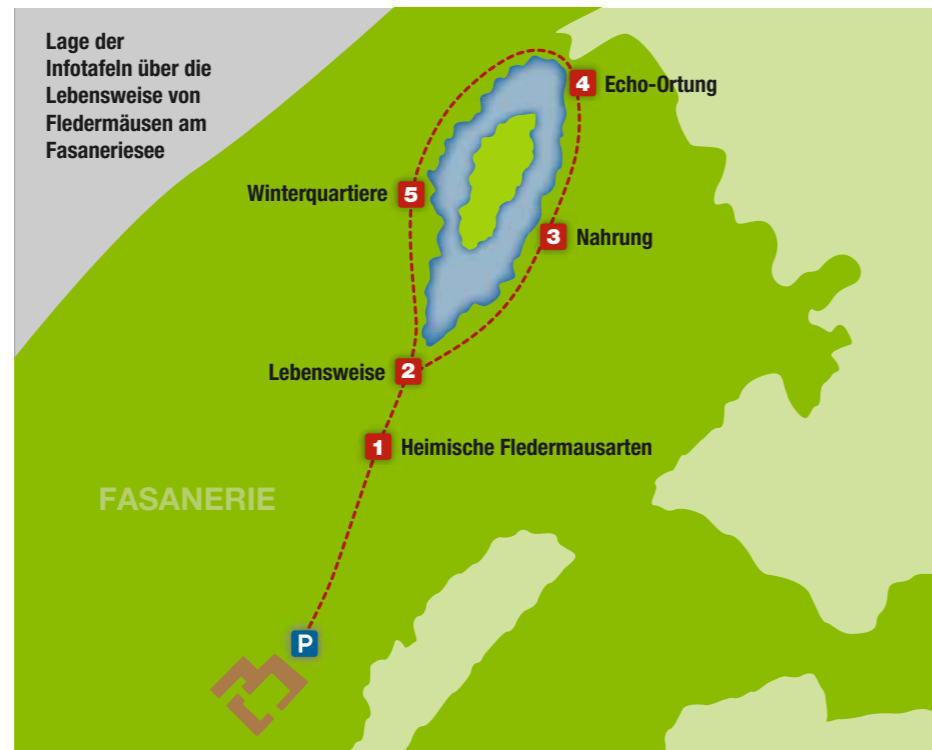 Lage der
Infotafeln über die
Lebensweise von
Fledermäusen am
Fasaneriesee
4 Echo-Ortung
Winterquartiere 5
3 Nahrung
Lebensweise 2
1 Heimische Fledermausarten
FASANERIE
P